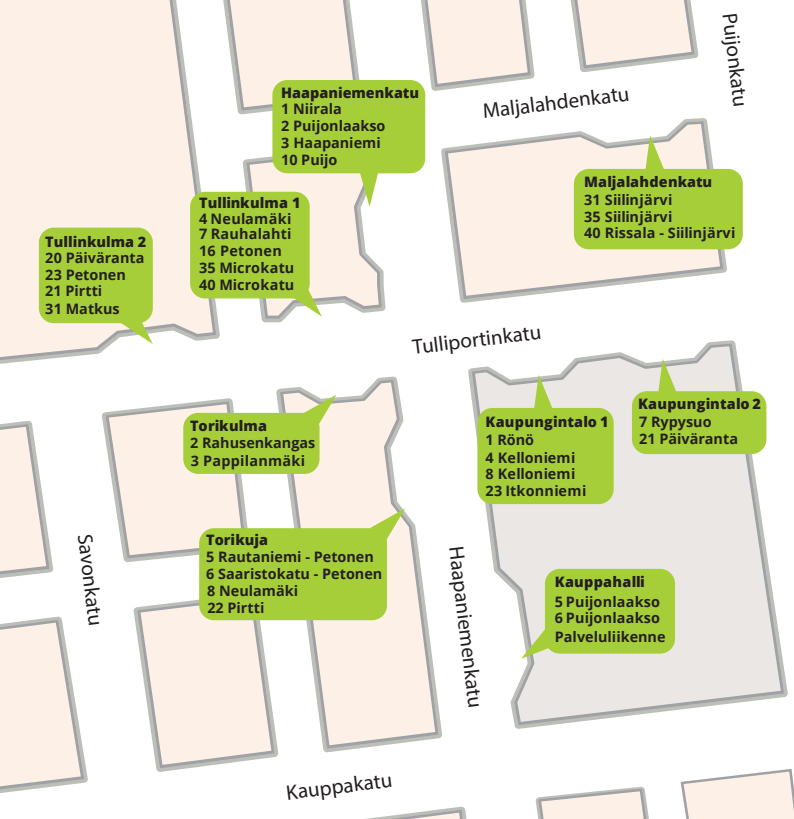 Puijonkatu
Haapaniemenkatu
1 Niirala
2 Puijonlaakso
3 Haapaniemi
10 Puijo
Maljalahdenkatu
Maljalahdenkatu
31 Siilinjärvi
35 Siilinjärvi
40 Rissala - Siilinjärvi
Tullinkulma 1
4 Neulamäki
7 Rauhalahti
16 Petonen
35 Microkatu
40 Microkatu
Tullinkulma 2
20 Päiväranta
23 Petonen
21 Pirtti
31 Matkus
Tulliportinkatu
Torikulma
2 Rahusenkangas
3 Pappilanmäki
Kaupungintalo 1
1 Rönö
4 Kelloniemi
8 Kelloniemi
23 Itkonniemi
Kaupungintalo 2
7 Rypysuo
21 Päiväranta
Savonkatu
Torikuja
5 Rautaniemi - Petonen
6 Saaristokatu - Petonen
8 Neulamäki
22 Pirtti
Haapaniemenkatu
Kauppahalli
5 Puijonlaakso
6 Puijonlaakso
Palveluliikenne
Kauppakatu